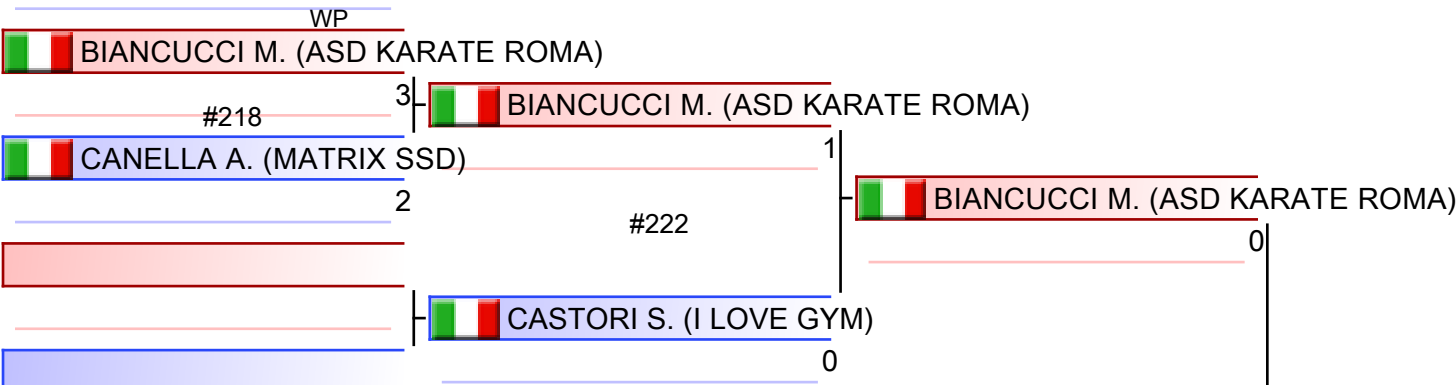 WP
BIANCUCCI M. (ASD KARATE ROMA)
3
BIANCUCCI M. (ASD KARATE ROMA)
#218
1
CANELLA A. (MATRIX SSD)
2
BIANCUCCI M. (ASD KARATE ROMA)
#222
0
CASTORI S. (I LOVE GYM)
0